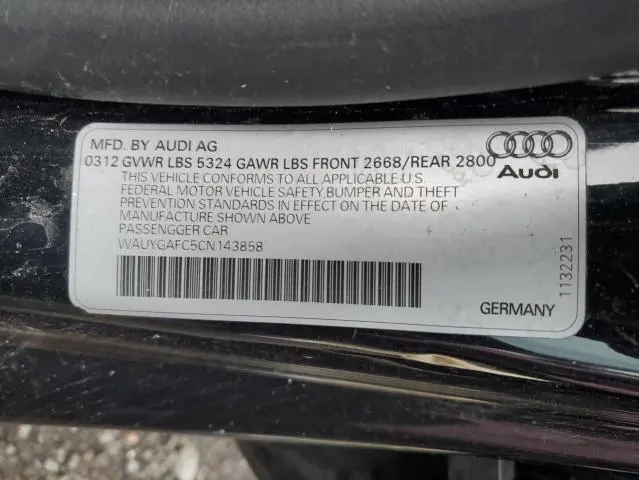 MFD. BY AUDI AG
0312 GVWR LBS 5324 GAWR LBS FRONT 2668/REAR 2800
THIS VEHICLE CONFORMS TO ALL APPLICABLE U.S.
FEDERAL MOTOR VEHICLE SAFETY, BUMPER AND THEFT
PREVENTION STANDARDS IN EFFECT ON THE DATE OF
MANUFACTURE SHOWN ABOVE
PASSENGGER CAR
WAUYGAFC5CN143858
Audi
1132231
GERMANY